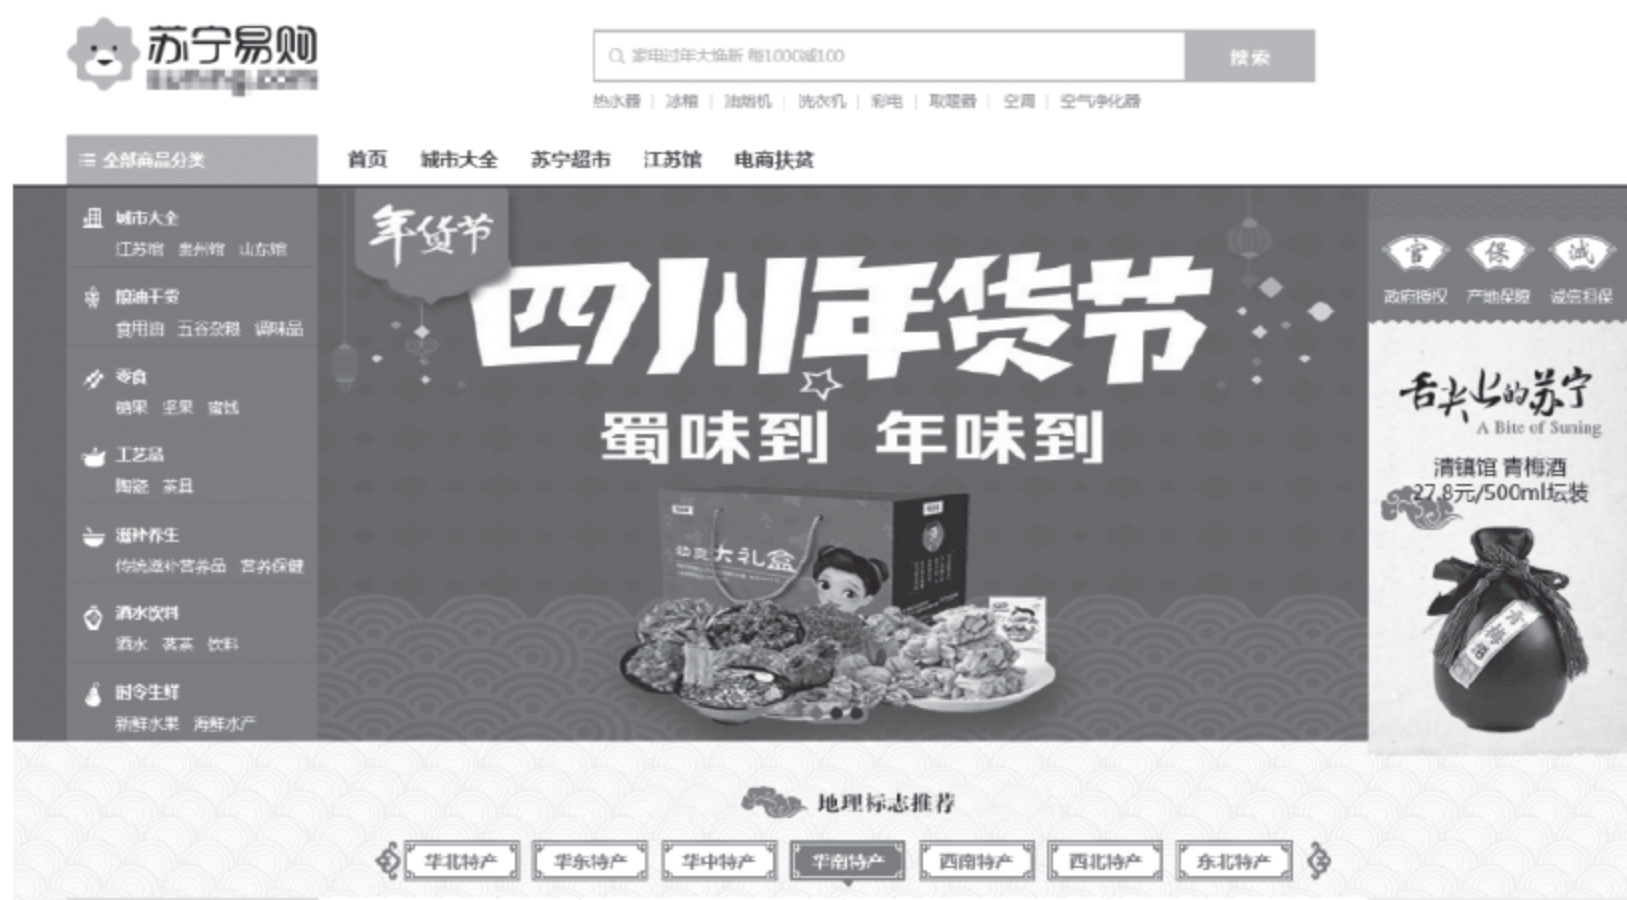 苏宁易购
家电过年大焕新 每1000减100
搜索
热水器 | 冰箱 | 油烟机 | 洗衣机 | 彩电 | 取暖器 | 空调 | 空气净化器
全部商品分类
首页 城市大全 苏宁超市 江苏馆 电商扶贫
城市大全
江苏馆 贵州馆 山东馆
粮油干货
食用油 五谷杂粮 调味品
零食
糖果 坚果 蜜饯
工艺品
陶瓷 茶具
滋补养生
传统滋补营养品 营养保健
酒水饮料
酒水 茗茶 饮料
时令生鲜
新鲜水果 海鲜水产
年货节
四川年货节
蜀味到 年味到
大礼盒
官 保 诚
政府授权 产地保障 诚信担保
舌尖上的苏宁
A Bite of Suning
清镇馆 青梅酒
27.8元/500ml坛装
青梅酒
地理标志推荐
华北特产 华东特产 华中特产 华南特产 西南特产 西北特产 东北特产